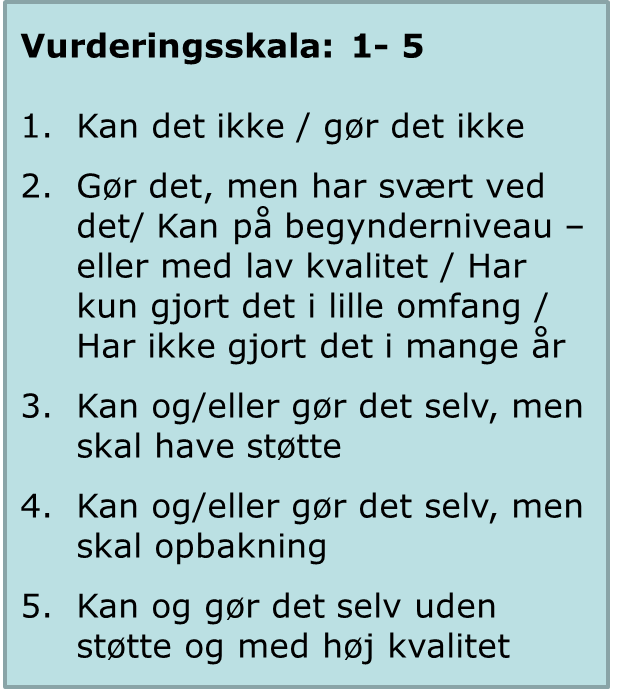 Vurderingsskala: 1- 5
1. Kan det ikke / gør det ikke
2. Gør det, men har svært ved
det/ Kan på begynderniveau –
eller med lav kvalitet / Har
kun gjort det i lille omfang /
Har ikke gjort det i mange år
3. Kan og/eller gør det selv, men
skal have støtte
4. Kan og/eller gør det selv, men
skal opbakning
5. Kan og gør det selv uden
støtte og med høj kvalitet